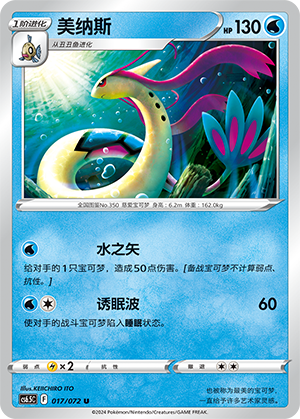 1阶进化
美纳斯
HP 130
从丑丑鱼进化
全国图鉴No.350 慈爱宝可梦 身高：6.2m 体重：162.0kg
水之矢
给对手的1只宝可梦，造成50点伤害。[备战宝可梦不计算弱点、
抗性。]
诱眠波 60
使对手的战斗宝可梦陷入睡眠状态。
弱点 ×2 抗性 撤退
Illus.KEIICHIRO ITO
CS6.5C F 017/072 U
也被称为最美的宝可梦，
一直给予许多艺术家灵感。
©2024 Pokémon/Nintendo/Creatures/GAME FREAK.